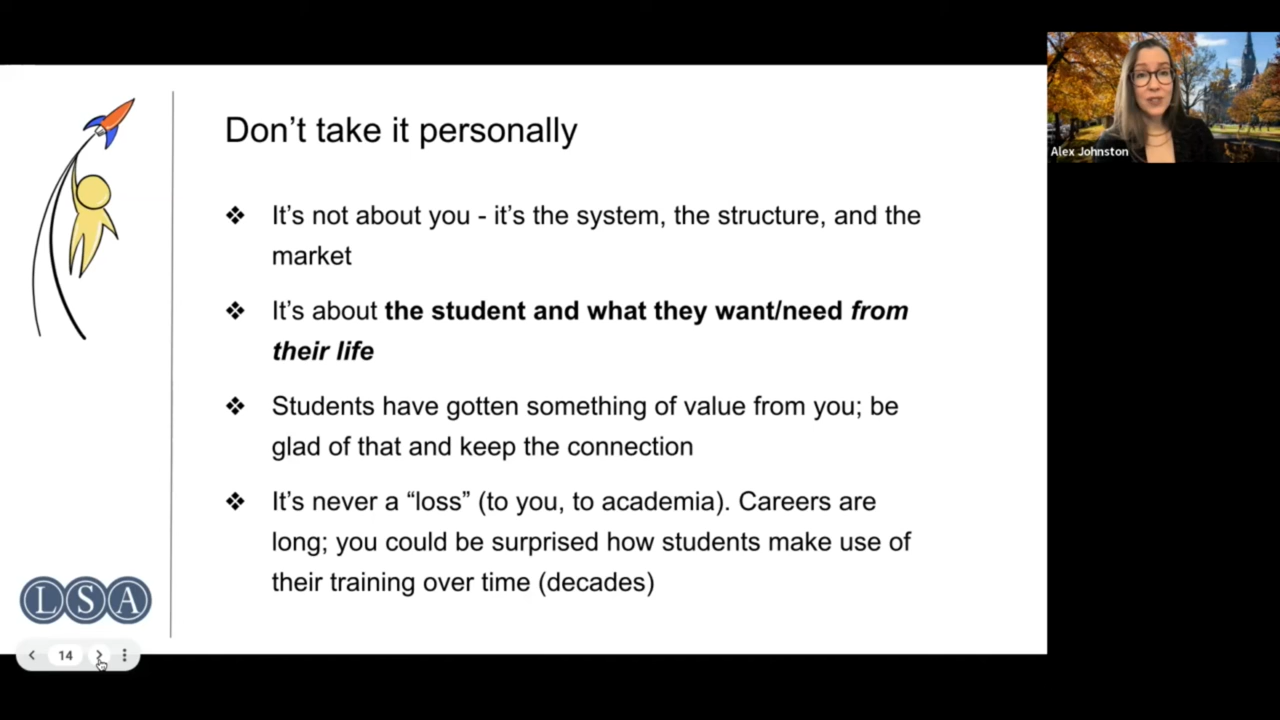 Don't take it personally
❖ It's not about you - it's the system, the structure, and the
market
❖ It's about the student and what they want/need from
their life
❖ Students have gotten something of value from you; be
glad of that and keep the connection
❖ It's never a “loss” (to you, to academia). Careers are
long; you could be surprised how students make use of
their training over time (decades)
LSA
14
Alex Johnston